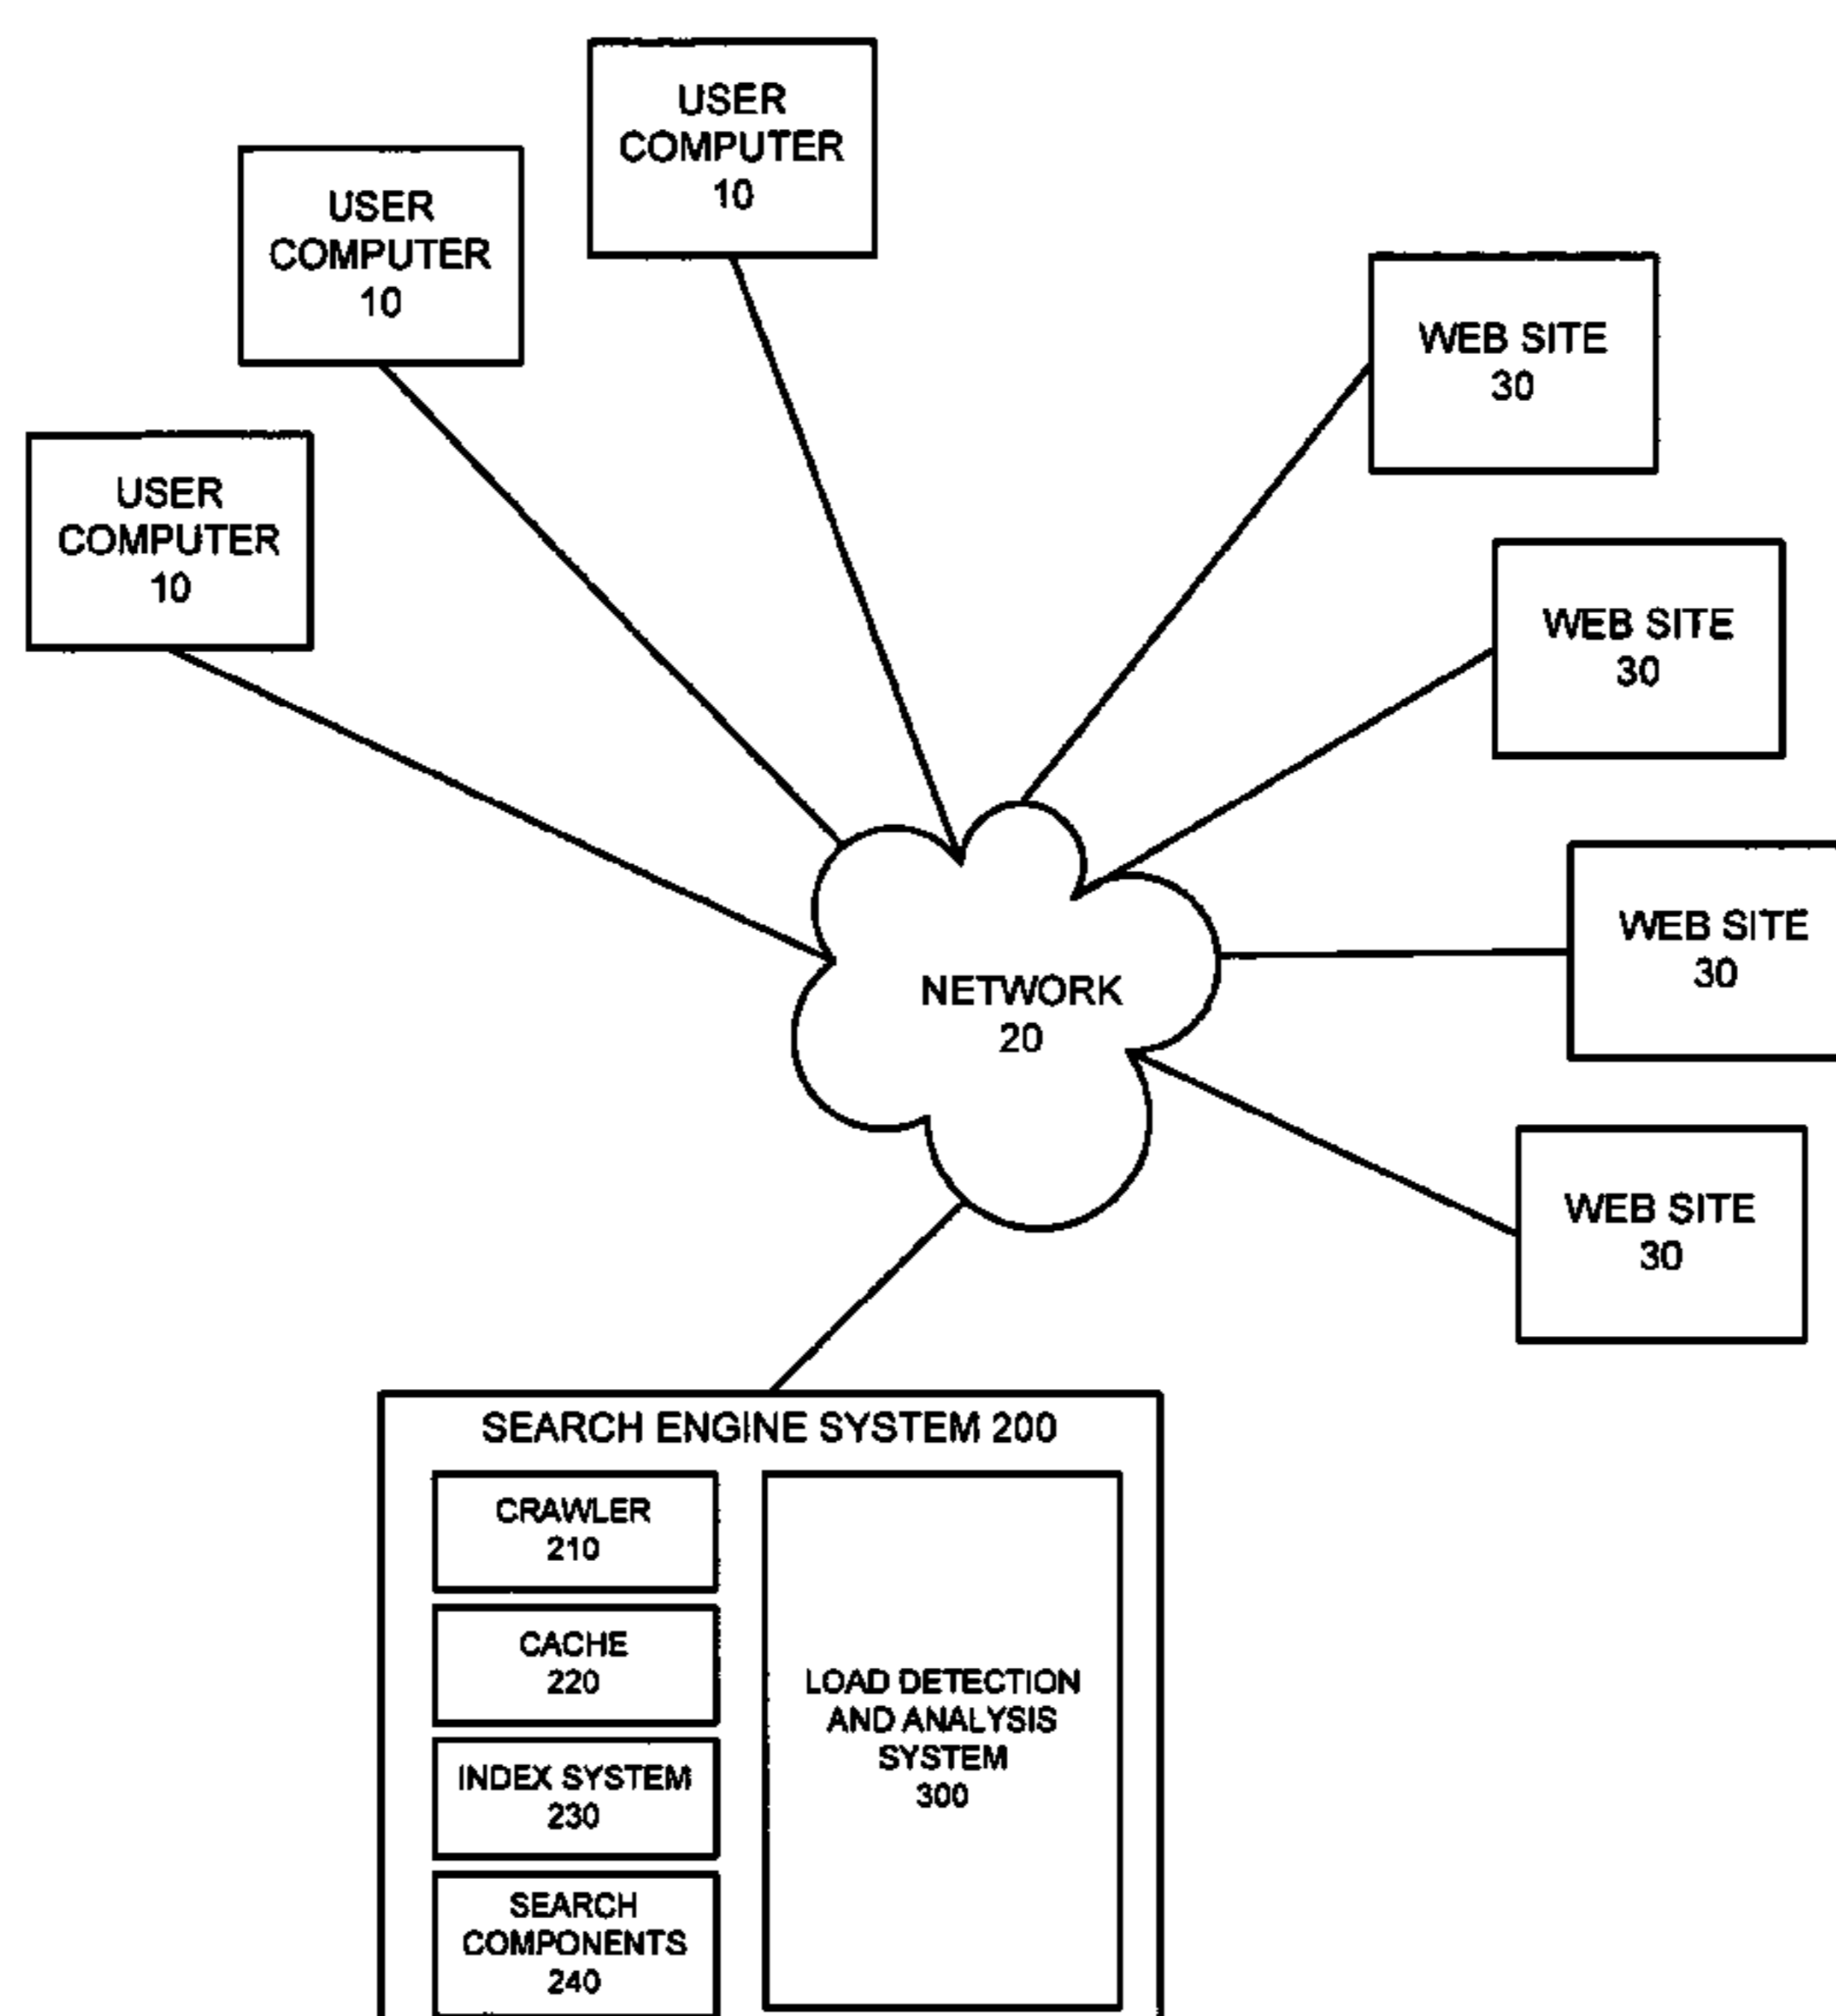 USER
COMPUTER
10
USER
COMPUTER
10
USER
COMPUTER
10
WEB SITE
30
WEB SITE
30
WEB SITE
30
WEB SITE
30
NETWORK
20
SEARCH ENGINE SYSTEM 200
CRAWLER
210
CACHE
220
INDEX SYSTEM
230
SEARCH
COMPONENTS
240
LOAD DETECTION
AND ANALYSIS
SYSTEM
300